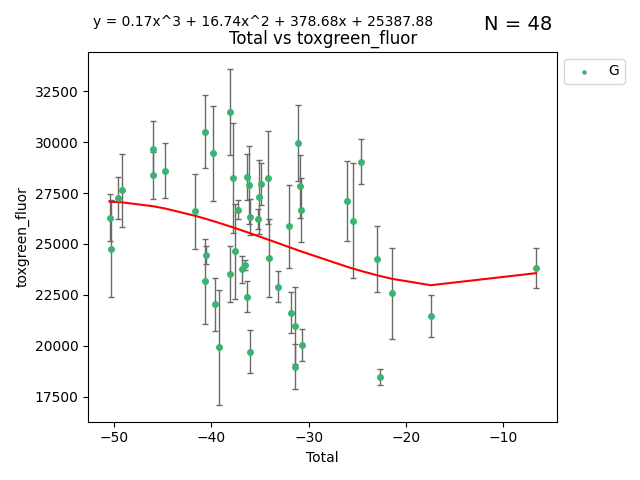 y = 0.17x^3 + 16.74x^2 + 378.68x + 25387.88
N = 48
Total vs toxgreen_fluor
G
32500
30000
27500
25000
22500
20000
17500
toxgreen_fluor
−50
−40
−30
−20
−10
Total